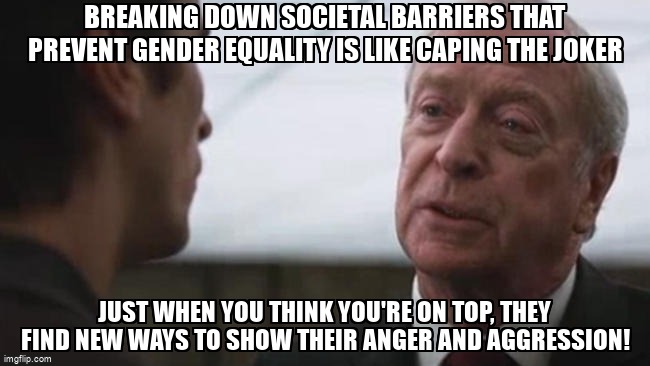 BREAKING DOWN SOCIETAL BARRIERS THAT
PREVENT GENDER EQUALITY IS LIKE CAPING THE JOKER
JUST WHEN YOU THINK YOU'RE ON TOP, THEY
FIND NEW WAYS TO SHOW THEIR ANGER AND AGGRESSION!
imgflip.com